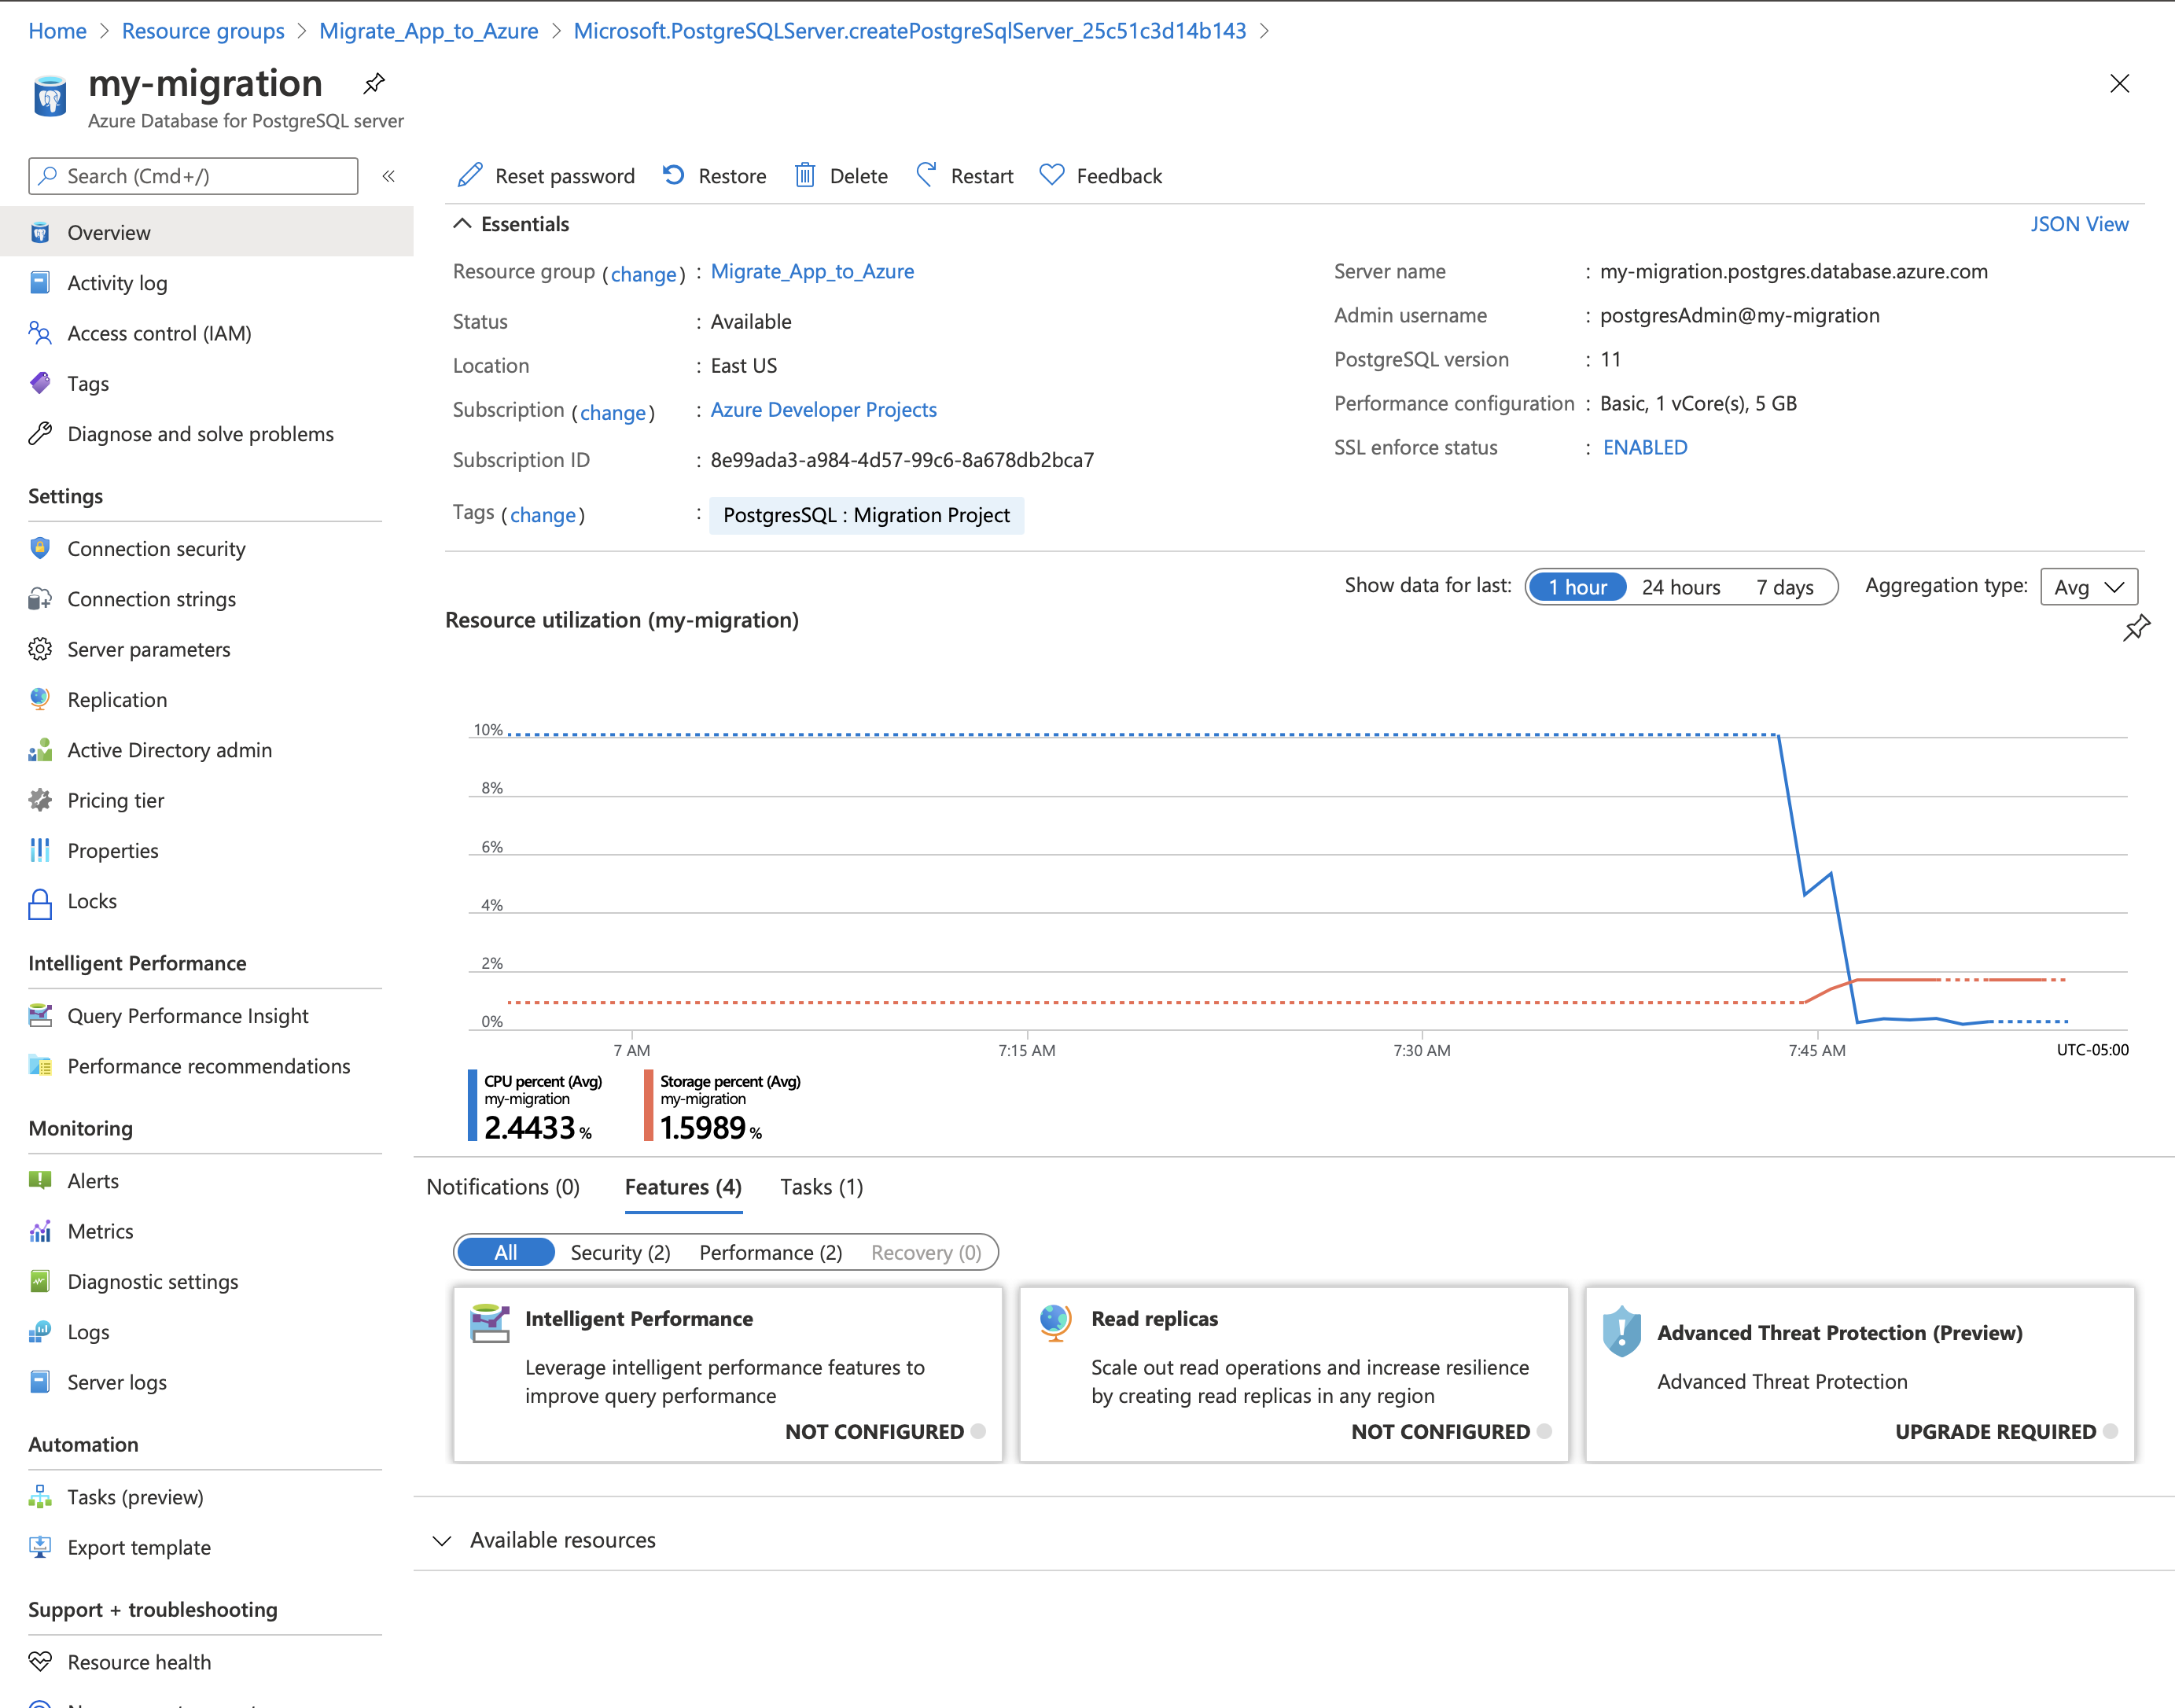 Home > Resource groups > Migrate_App_to_Azure > Microsoft.PostgreSQLServer.createPostgreSqlServer_25c51c3d14b143 >
my-migration
Azure Database for PostgreSQL server
Search (Cmd+/)
«
Overview
Activity log
Access control (IAM)
Tags
Diagnose and solve problems
Settings
Connection security
Connection strings
Server parameters
Replication
Active Directory admin
Pricing tier
Properties
Locks
Intelligent Performance
Query Performance Insight
Performance recommendations
Monitoring
Alerts
Metrics
Diagnostic settings
Logs
Server logs
Automation
Tasks (preview)
Export template
Support + troubleshooting
Resource health
Reset password Restore Delete Restart Feedback
Essentials
JSON View
Resource group (change) : Migrate_App_to_Azure
Status : Available
Location : East US
Subscription (change) : Azure Developer Projects
Subscription ID : 8e99ada3-a984-4d57-99c6-8a678db2bca7
Tags (change) : PostgresSQL : Migration Project
Server name : my-migration.postgres.database.azure.com
Admin username : postgresAdmin@my-migration
PostgreSQL version : 11
Performance configuration : Basic, 1 vCore(s), 5 GB
SSL enforce status : ENABLED
Show data for last: 1 hour 24 hours 7 days Aggregation type: Avg
Resource utilization (my-migration)
10%
8%
6%
4%
2%
0%
7 AM 7:15 AM 7:30 AM 7:45 AM UTC-05:00
CPU percent (Avg)
my-migration
2.4433 %
Storage percent (Avg)
my-migration
1.5989 %
Notifications (0) Features (4) Tasks (1)
All Security (2) Performance (2) Recovery (0)
Intelligent Performance
Leverage intelligent performance features to
improve query performance
NOT CONFIGURED
Read replicas
Scale out read operations and increase resilience
by creating read replicas in any region
NOT CONFIGURED
Advanced Threat Protection (Preview)
Advanced Threat Protection
UPGRADE REQUIRED
Available resources